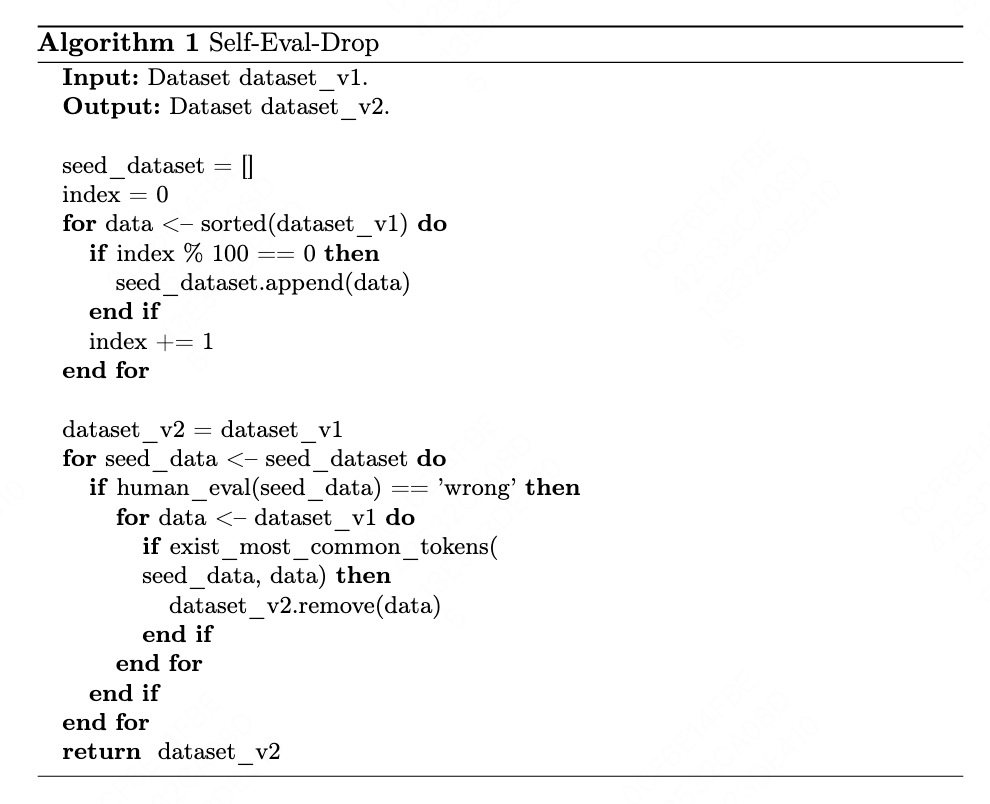 Algorithm 1 Self-Eval-Drop
Input: Dataset dataset_v1.
Output: Dataset dataset_v2.
seed_dataset = []
index = 0
for data <– sorted(dataset_v1) do
if index % 100 == 0 then
seed_dataset.append(data)
end if
index += 1
end for
dataset_v2 = dataset_v1
for seed_data <– seed_dataset do
if human_eval(seed_data) == ’wrong’ then
for data <– dataset_v1 do
if exist_most_common_tokens(
seed_data, data) then
dataset_v2.remove(data)
end if
end for
end if
end for
return dataset_v2